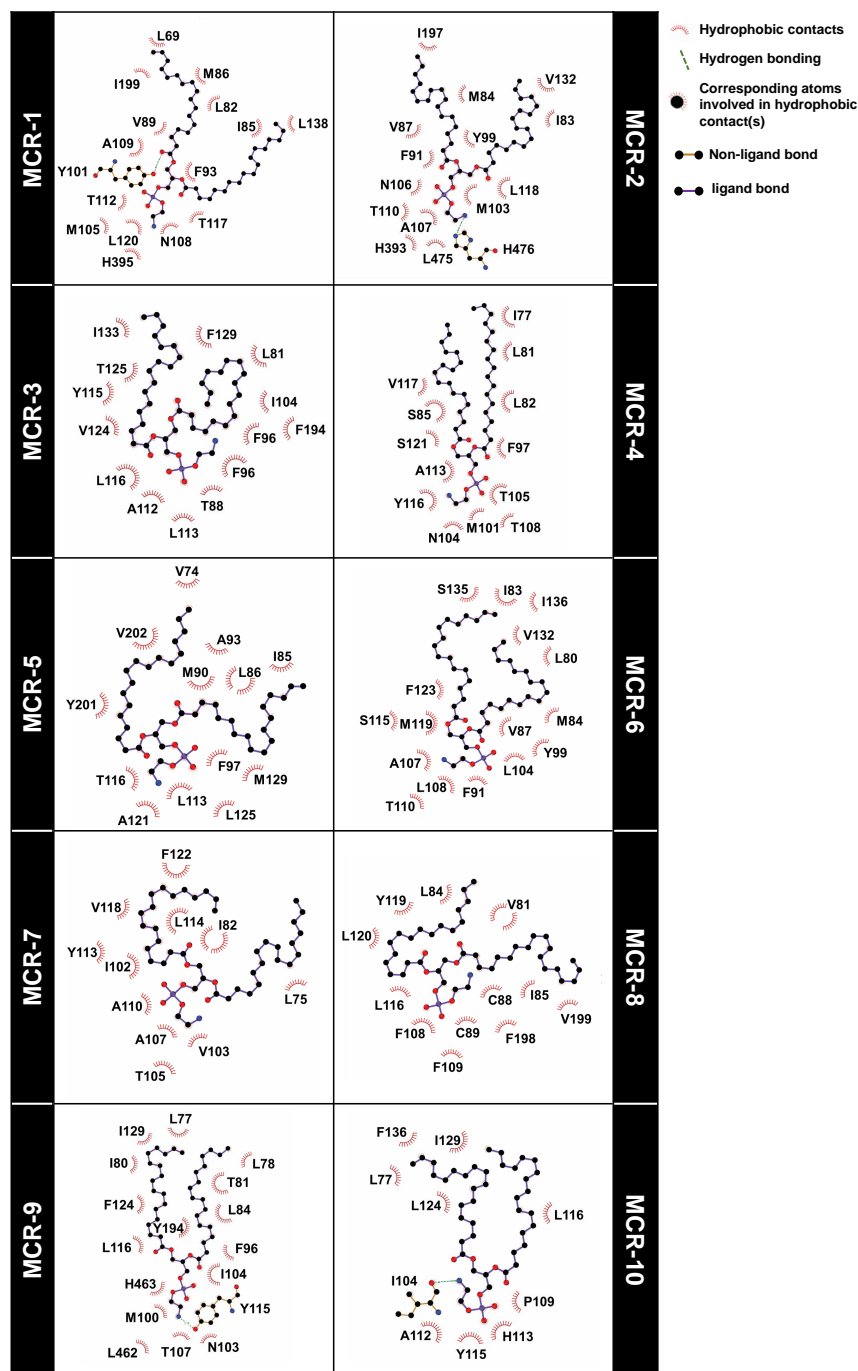 MCR-1
L69
I199
M86
L82
V89
I85
L138
A109
Y101
F93
T112
M105
L120
N108
T117
H395
MCR-2
I197
V132
M84
I83
V87
Y99
F91
N106
L118
M103
T110
A107
H393
L475
H476
Hydrophobic contacts
Hydrogen bonding
Corresponding atoms
involved in hydrophobic
contact(s)
Non-ligand bond
ligand bond
MCR-3
I133
F129
L81
T125
Y115
I104
V124
F96
F194
F96
L116
A112
T88
L113
MCR-4
I77
L81
V117
L82
S85
S121
F97
A113
Y116
T105
M101
T108
N104
MCR-5
V74
V202
A93
I85
M90
L86
Y201
F97
M129
T116
L113
A121
L125
MCR-6
S135
I83
I136
V132
L80
F123
S115
M119
M84
V87
Y99
A107
L104
L108
F91
T110
MCR-7
F122
V118
L114
I82
Y113
I102
L75
A110
A107
V103
T105
MCR-8
L84
Y119
V81
L120
L116
C88
I85
V199
F108
C89
F198
F109
MCR-9
L77
I129
I80
L78
T81
F124
L84
Y194
L116
F96
I104
H463
M100
Y115
N103
L462
T107
MCR-10
F136
I129
L77
L124
L116
I104
P109
A112
H113
Y115